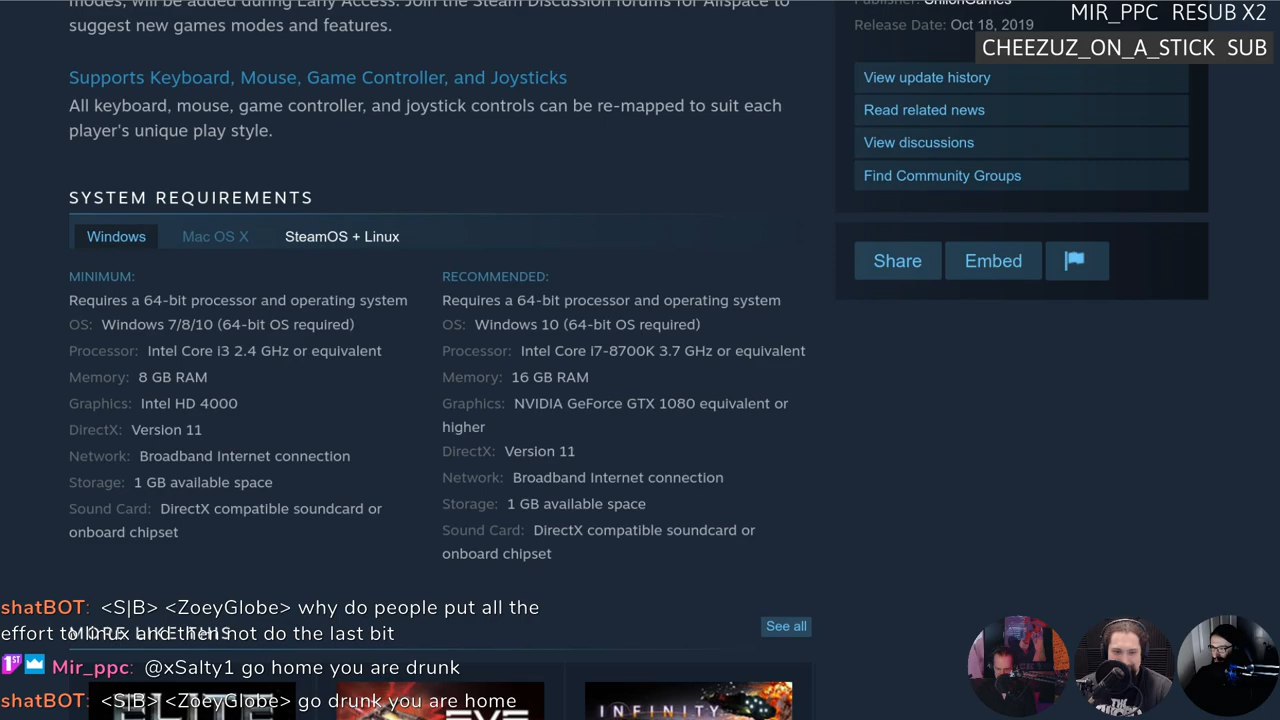 modes, will be added during Early Access. Join the Steam Discussion forums for Allspace to
suggest new games modes and features.
Supports Keyboard, Mouse, Game Controller, and Joysticks
All keyboard, mouse, game controller, and joystick controls can be re-mapped to suit each
player's unique play style.
SYSTEM REQUIREMENTS
Windows Mac OS X SteamOS + Linux
MINIMUM:
Requires a 64-bit processor and operating system
OS: Windows 7/8/10 (64-bit OS required)
Processor: Intel Core i3 2.4 GHz or equivalent
Memory: 8 GB RAM
Graphics: Intel HD 4000
DirectX: Version 11
Network: Broadband Internet connection
Storage: 1 GB available space
Sound Card: DirectX compatible soundcard or
onboard chipset
RECOMMENDED:
Requires a 64-bit processor and operating system
OS: Windows 10 (64-bit OS required)
Processor: Intel Core i7-8700K 3.7 GHz or equivalent
Memory: 16 GB RAM
Graphics: NVIDIA GeForce GTX 1080 equivalent or
higher
DirectX: Version 11
Network: Broadband Internet connection
Storage: 1 GB available space
Sound Card: DirectX compatible soundcard or
onboard chipset
MIR_PPC RESUB X2
CHEEZUZ_ON_A_STICK SUB
Release Date: Oct 18, 2019
View update history
Read related news
View discussions
Find Community Groups
Share Embed
MORE LIKE THIS
See all
shatBOT: <S|B> <ZoeyGlobe> why do people put all the
effort to linux and then not do the last bit
1ST Mir_ppc: @xSalty1 go home you are drunk
shatBOT: <S|B> <ZoeyGlobe> go drunk you are home
INFINITY